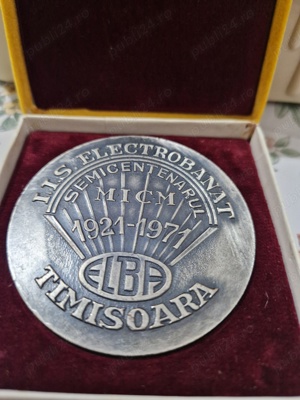 I.I.S. ELECTROBANAT
SEMICENTENARUL
MICM
1921-1971
ELBA
TIMISOARA